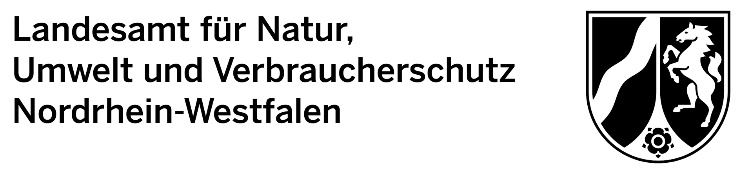 Landesamt für Natur,
Umwelt und Verbraucherschutz
Nordrhein-Westfalen